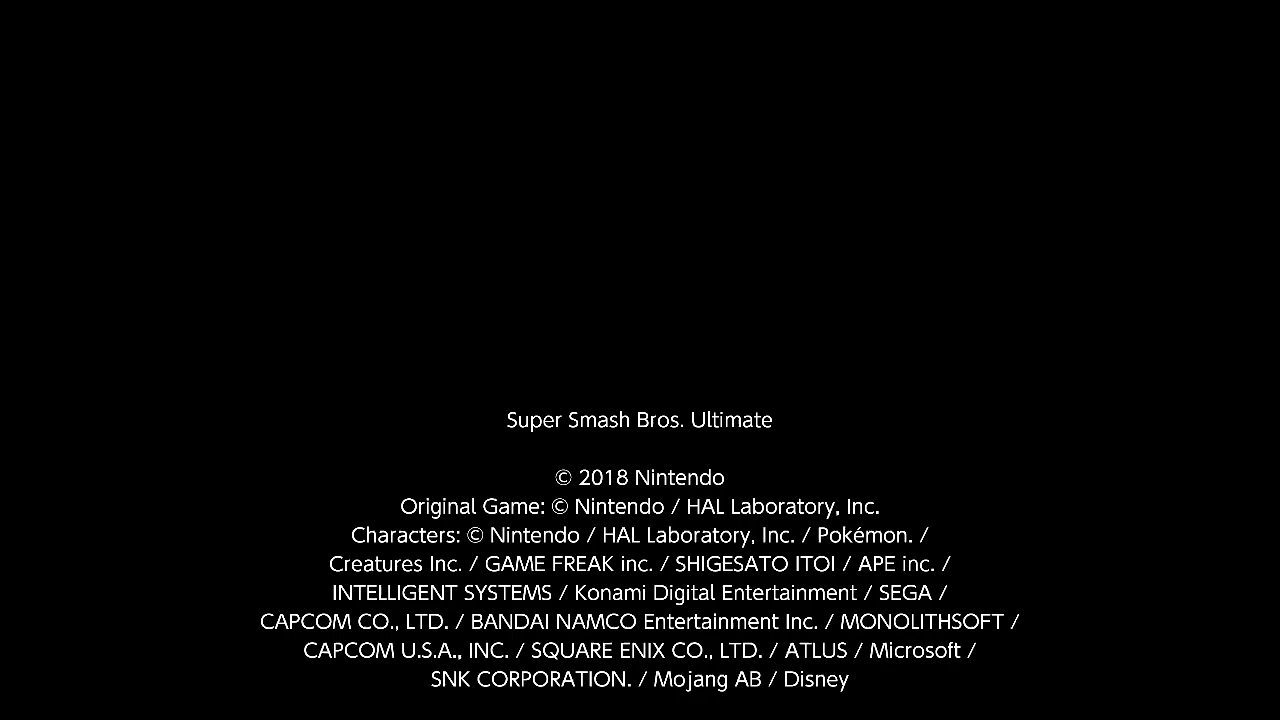 Super Smash Bros. Ultimate
© 2018 Nintendo
Original Game: © Nintendo / HAL Laboratory, Inc.
Characters: © Nintendo / HAL Laboratory, Inc. / Pokémon. /
Creatures Inc. / GAME FREAK inc. / SHIGESATO ITOI / APE inc. /
INTELLIGENT SYSTEMS / Konami Digital Entertainment / SEGA /
CAPCOM CO., LTD. / BANDAI NAMCO Entertainment Inc. / MONOLITHSOFT /
CAPCOM U.S.A., INC. / SQUARE ENIX CO., LTD. / ATLUS / Microsoft /
SNK CORPORATION. / Mojang AB / Disney